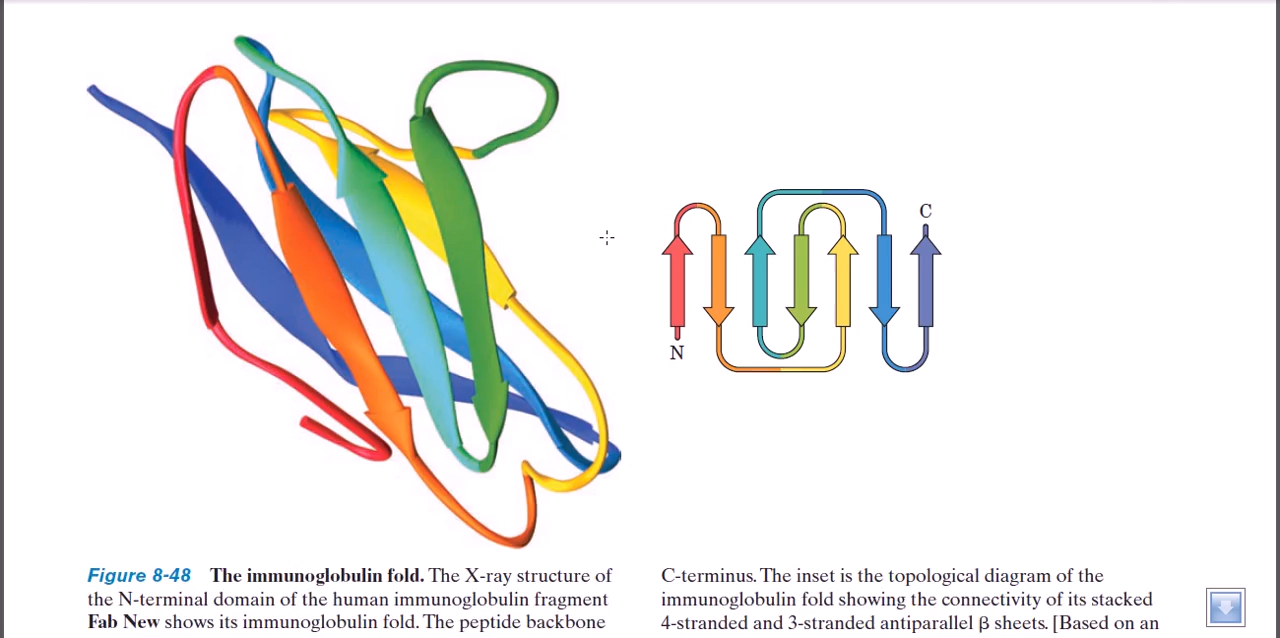 C
N
Figure 8-48 The immunoglobulin fold. The X-ray structure of
the N-terminal domain of the human immunoglobulin fragment
Fab New shows its immunoglobulin fold. The peptide backbone
C-terminus. The inset is the topological diagram of the
immunoglobulin fold showing the connectivity of its stacked
4-stranded and 3-stranded antiparallel β sheets. [Based on an